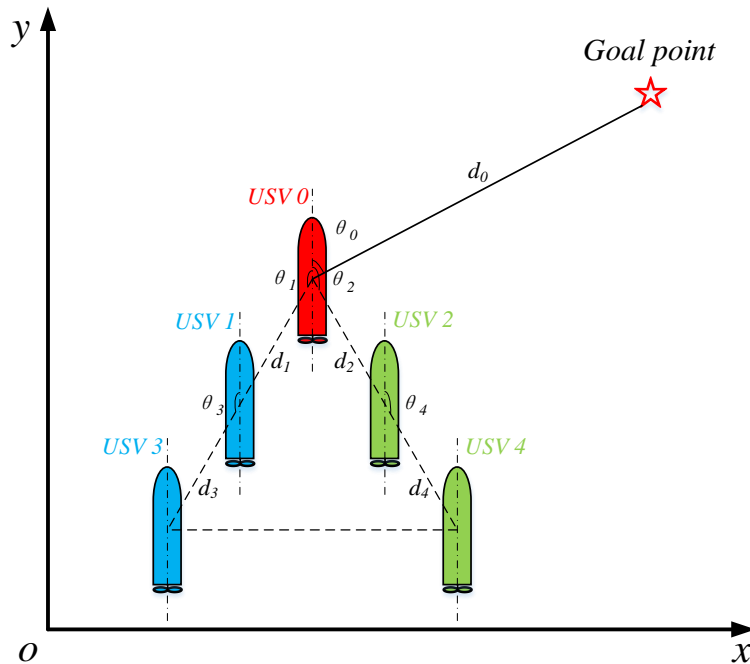 y
Goal point
d₀
USV 0
θ₀
θ₁
θ₂
USV 1
USV 2
d₁
d₂
θ₃
θ₄
USV 3
USV 4
d₃
d₄
o
x